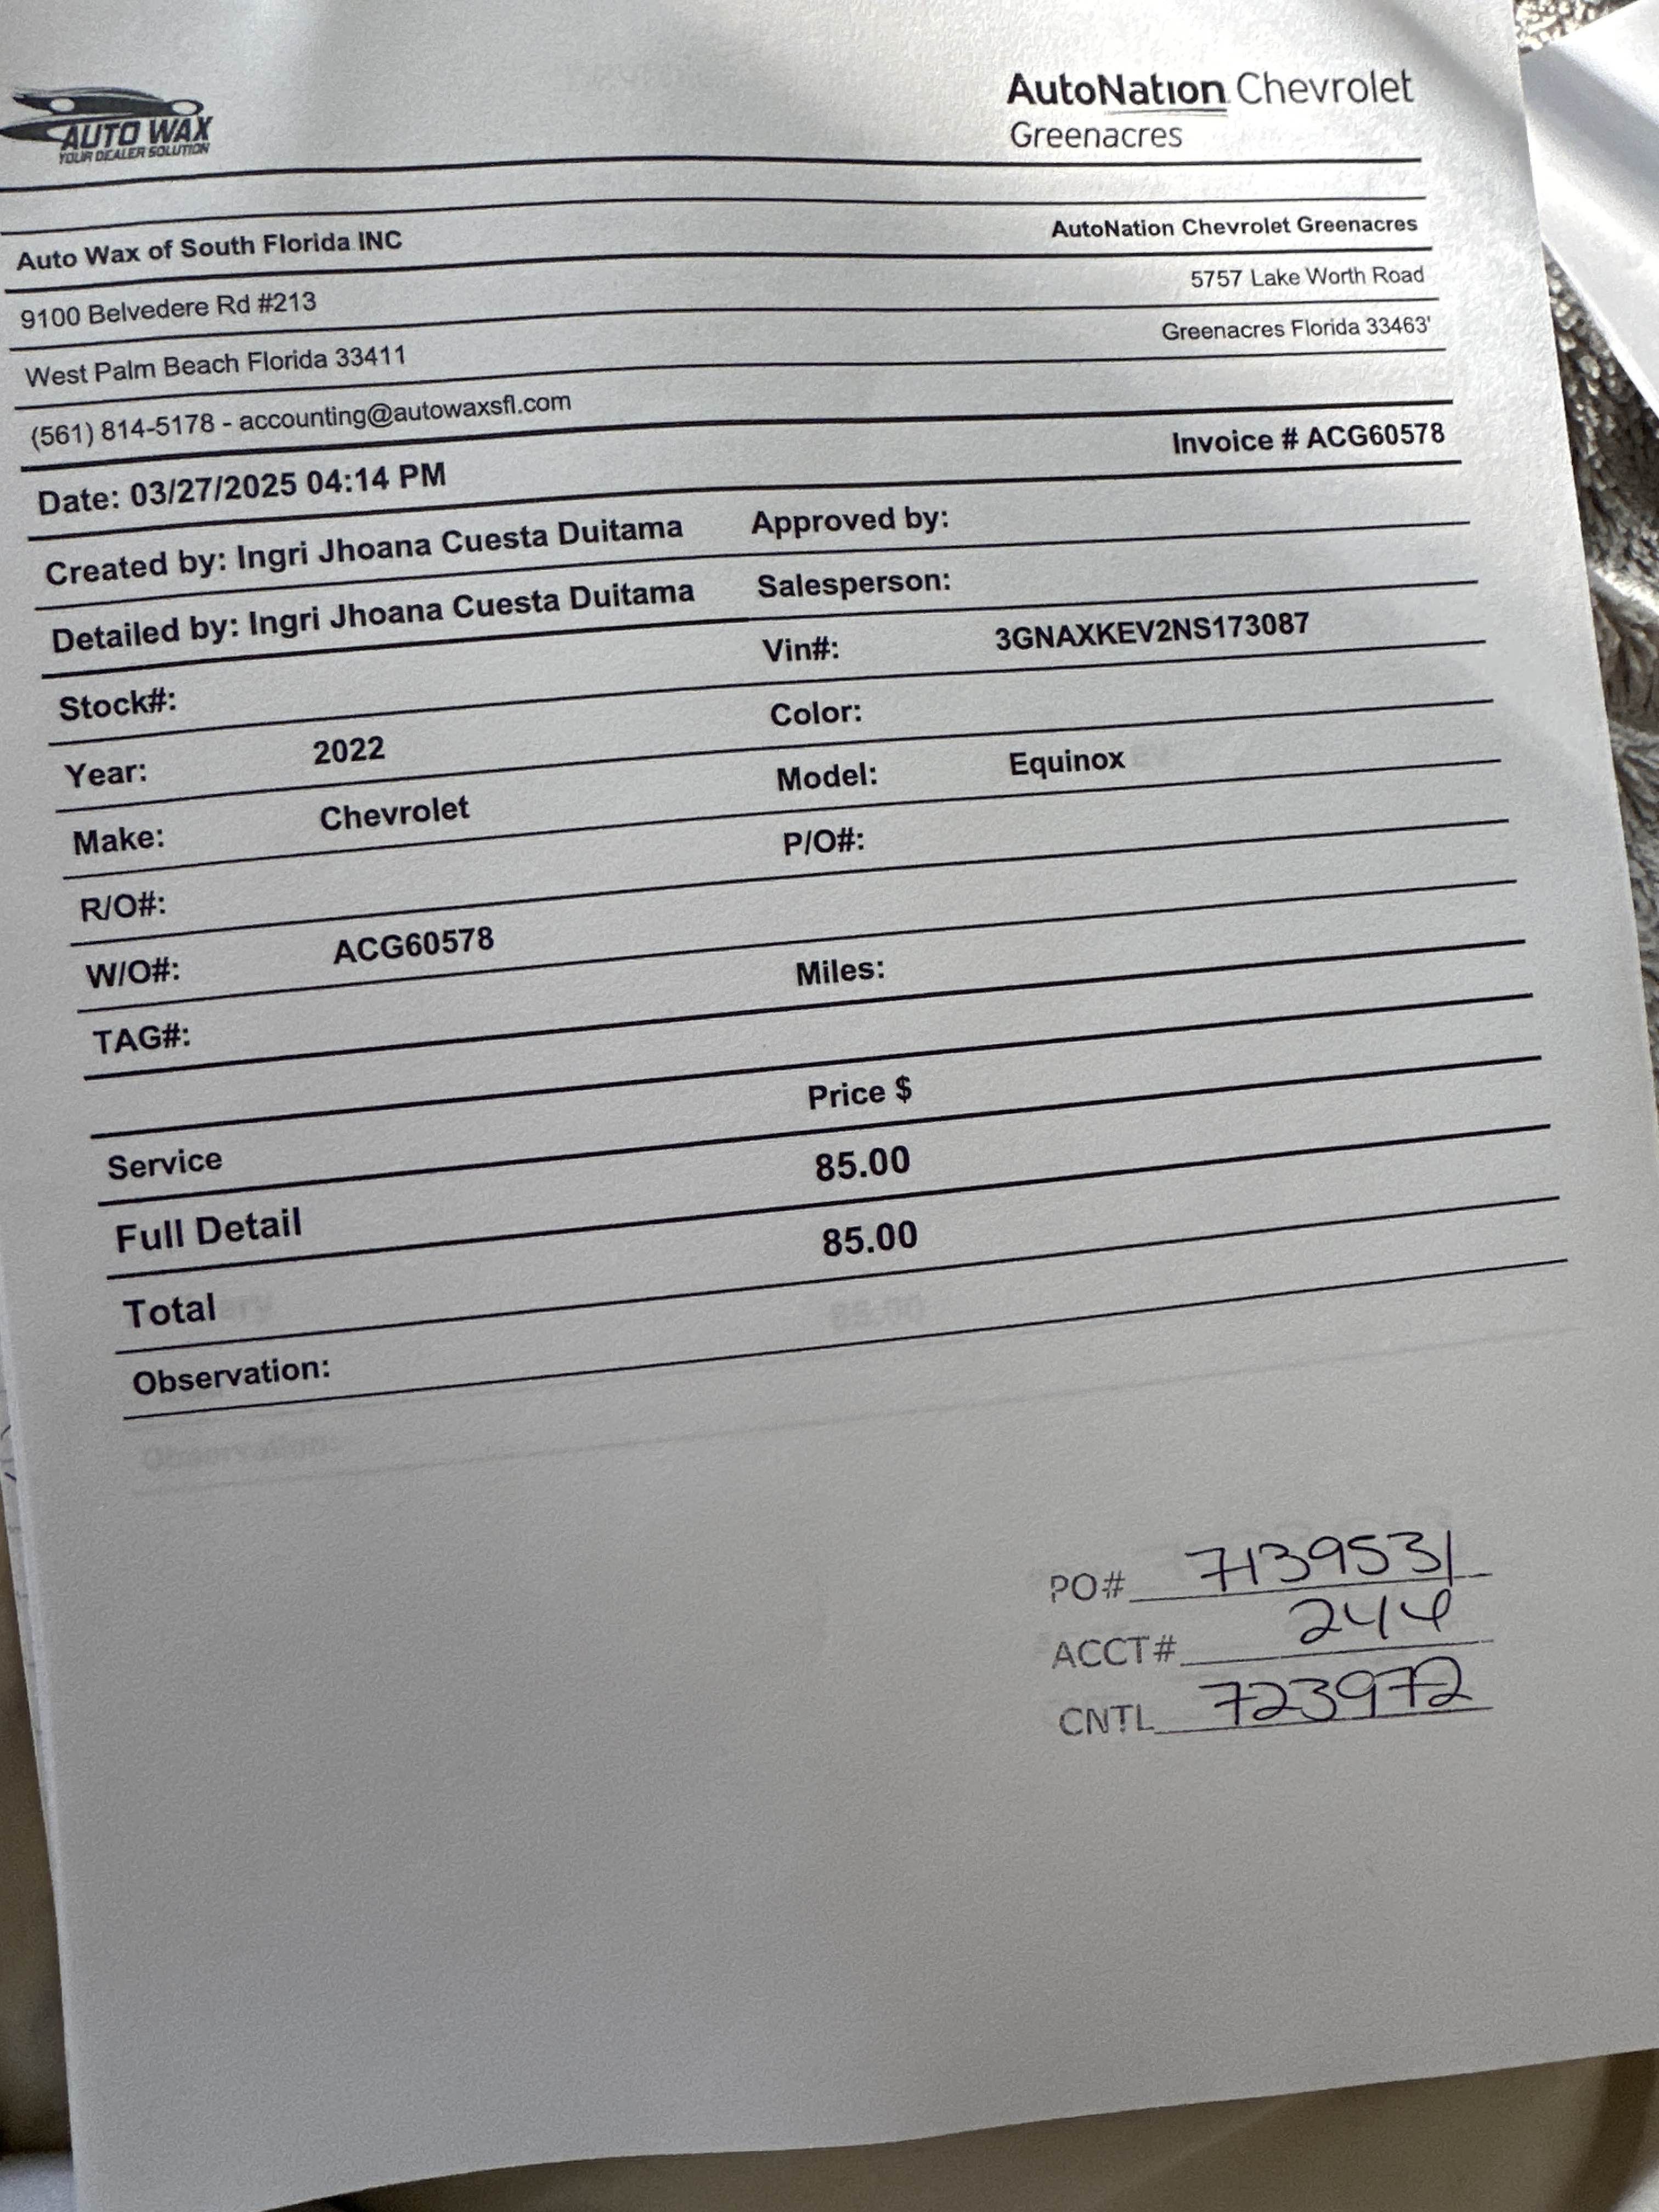 AUTO WAX
YOUR DEALER SOLUTION
AutoNation Chevrolet
Greenacres
Auto Wax of South Florida INC
AutoNation Chevrolet Greenacres
9100 Belvedere Rd #213
5757 Lake Worth Road
West Palm Beach Florida 33411
Greenacres Florida 33463'
(561) 814-5178 - accounting@autowaxsfl.com
Date: 03/27/2025 04:14 PM
Invoice # ACG60578
Created by: Ingri Jhoana Cuesta Duitama Approved by:
Detailed by: Ingri Jhoana Cuesta Duitama Salesperson:
Stock#: Vin#: 3GNAXKEV2NS173087
Year: 2022 Color:
Make: Chevrolet Model: Equinox
R/O#: P/O#:
W/O#: ACG60578
TAG#: Miles:
Service Price $
Full Detail 85.00
Total 85.00
Observation:
PO# 7139531
ACCT# 244
CNTL 723972